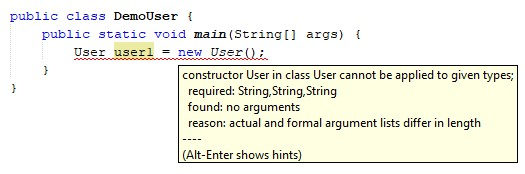 public class DemoUser {
public static void main(String[] args) {
User user1 = new User();
}
}
constructor User in class User cannot be applied to given types;
required: String,String,String
found: no arguments
reason: actual and formal argument lists differ in length
----
(Alt-Enter shows hints)